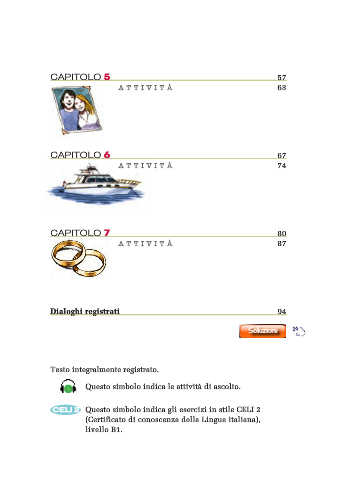 CAPITOLO 5 57
ATTIVITÀ 63
CAPITOLO 6 67
ATTIVITÀ 74
CAPITOLO 7 80
ATTIVITÀ 87
Dialoghi registrati 94
Soluzioni
Testo integralmente registrato.
Questo simbolo indica le attività di ascolto.
CELI 2 Questo simbolo indica gli esercizi in stile CELI 2
(Certificato di conoscenza della Lingua Italiana),
livello B1.